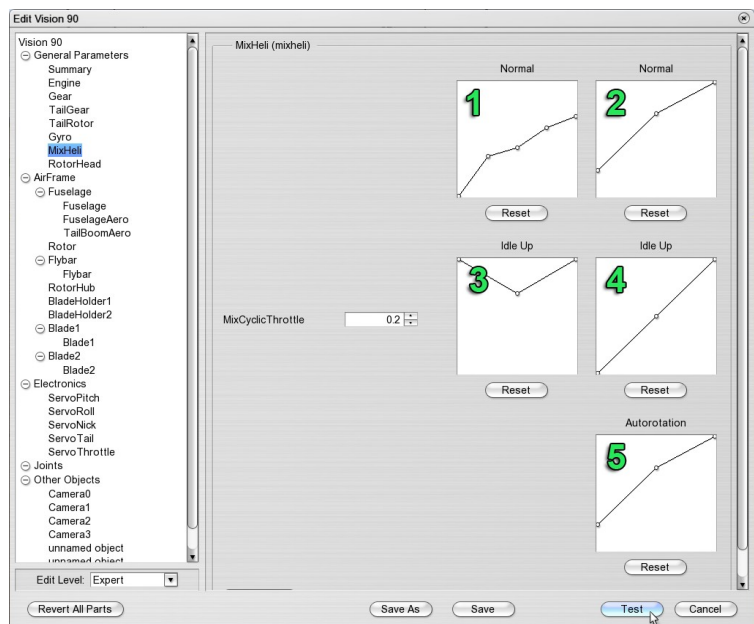 Edit Vision 90
Vision 90
General Parameters
Summary
Engine
Gear
TailGear
TailRotor
Gyro
MixHeli
RotorHead
AirFrame
Fuselage
Fuselage
FuselageAero
TailBoomAero
Rotor
Flybar
Flybar
RotorHub
BladeHolder1
BladeHolder2
Blade1
Blade1
Blade2
Blade2
Electronics
ServoPitch
ServoRoll
ServoNick
ServoTail
ServoThrottle
Joints
Other Objects
Camera0
Camera1
Camera2
Camera3
unnamed object
unnamed object
Edit Level: Expert
MixHeli (mixheli)
Normal
Normal
1
2
Reset
Reset
Idle Up
Idle Up
3
4
MixCyclicThrottle 0.2
Reset
Reset
Autorotation
5
Reset
Revert All Parts
Save As
Save
Test
Cancel